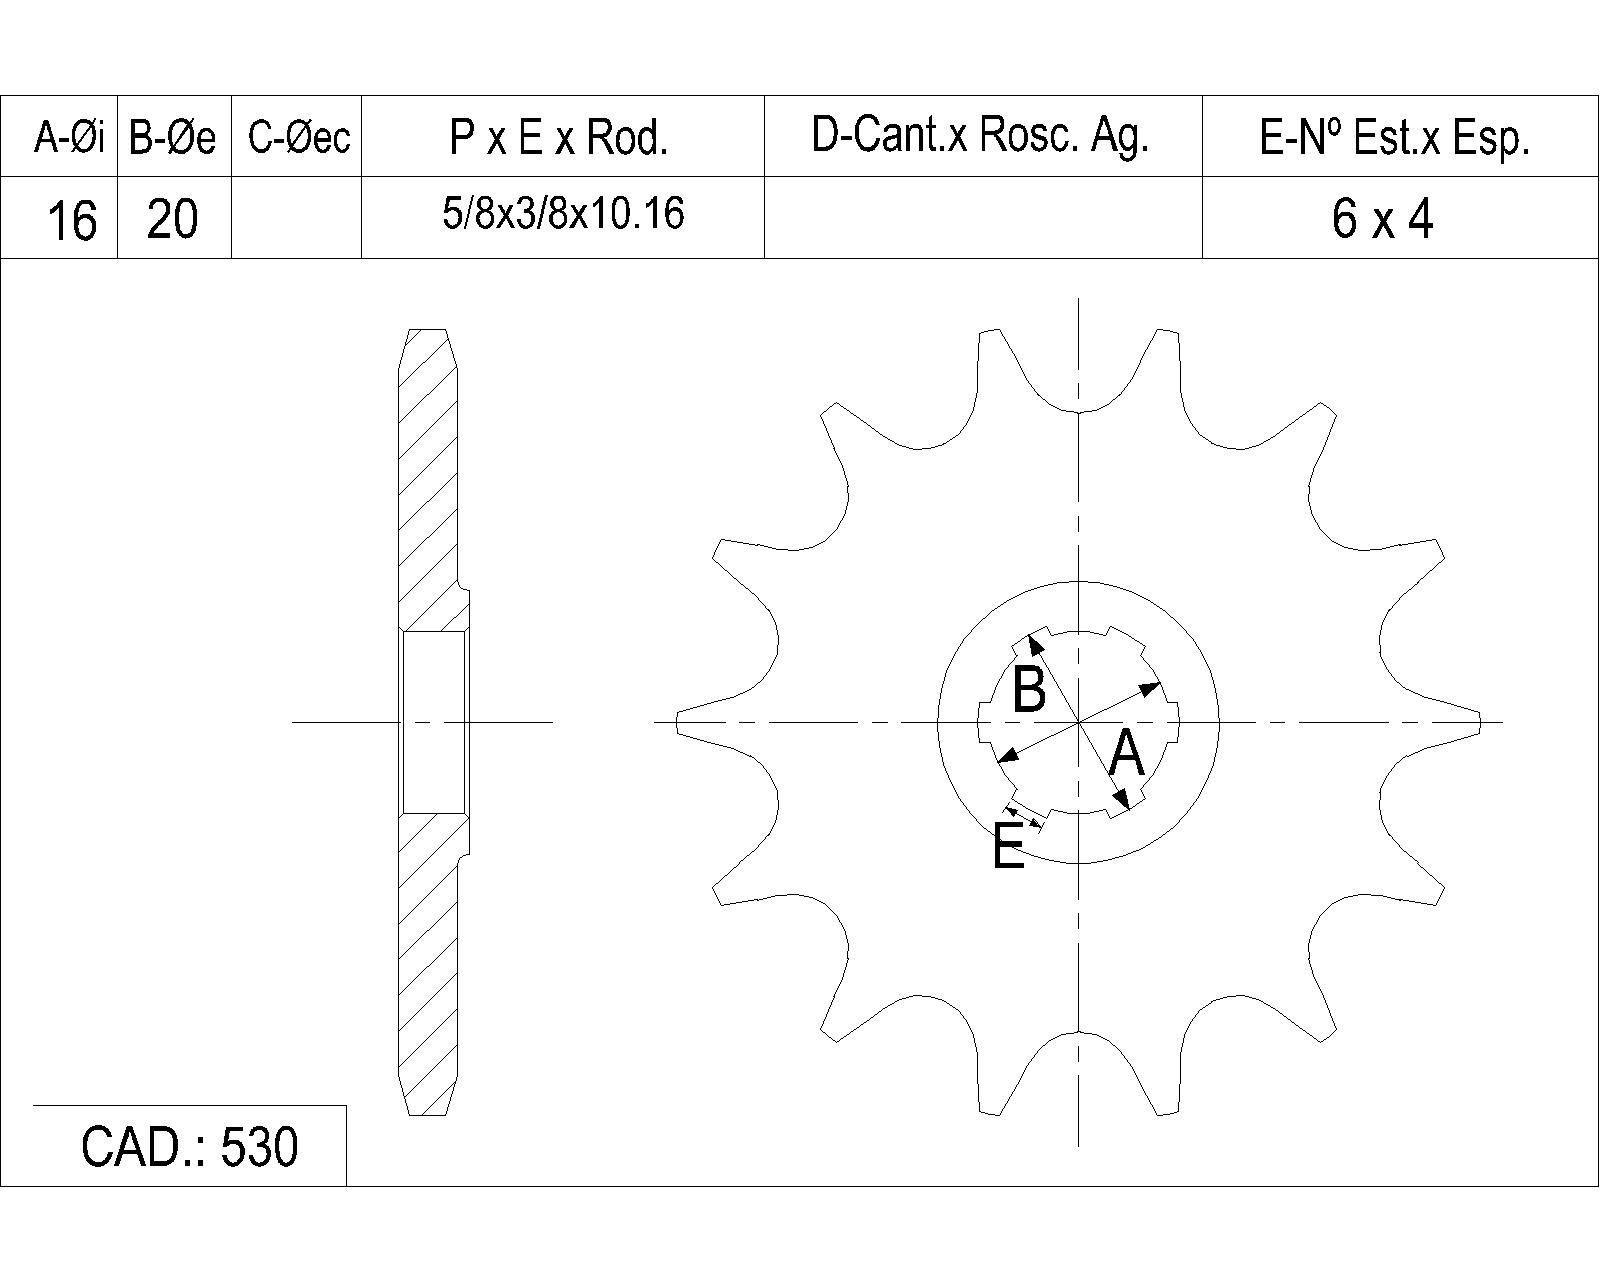 A-Øi B-Øe C-Øec P x E x Rod. D-Cant.x Rosc. Ag. E-Nº Est.x Esp.
16 20 5/8x3/8x10.16 6 x 4
B
A
E
CAD.: 530